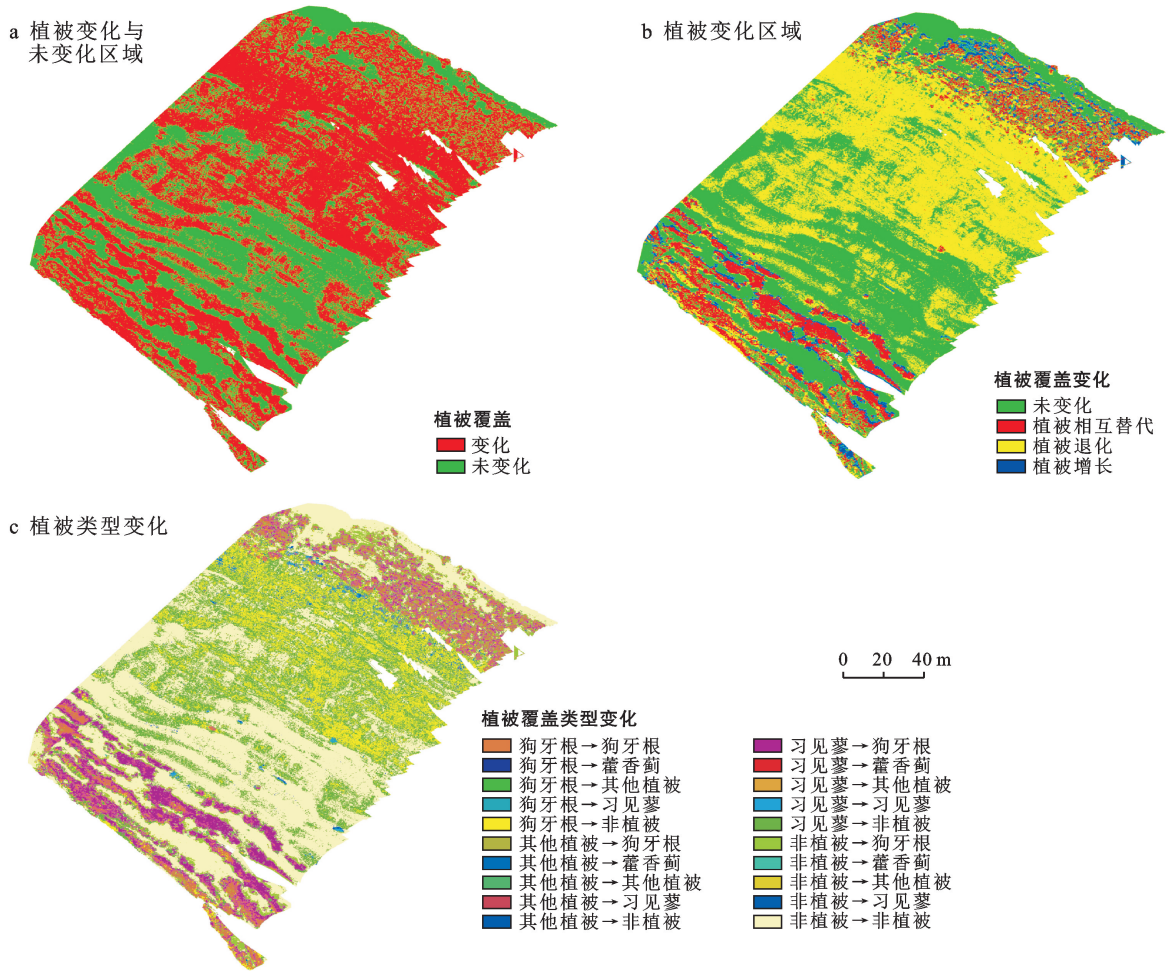 a 植被变化与
未变化区域
植被覆盖
变化
未变化
b 植被变化区域
植被覆盖变化
未变化
植被相互替代
植被退化
植被增长
c 植被类型变化
0 20 40 m
植被覆盖类型变化
狗牙根→狗牙根
狗牙根→藿香蓟
狗牙根→其他植被
狗牙根→习见蓼
狗牙根→非植被
其他植被→狗牙根
其他植被→藿香蓟
其他植被→其他植被
其他植被→习见蓼
其他植被→非植被
习见蓼→狗牙根
习见蓼→藿香蓟
习见蓼→其他植被
习见蓼→习见蓼
习见蓼→非植被
非植被→狗牙根
非植被→藿香蓟
非植被→其他植被
非植被→习见蓼
非植被→非植被